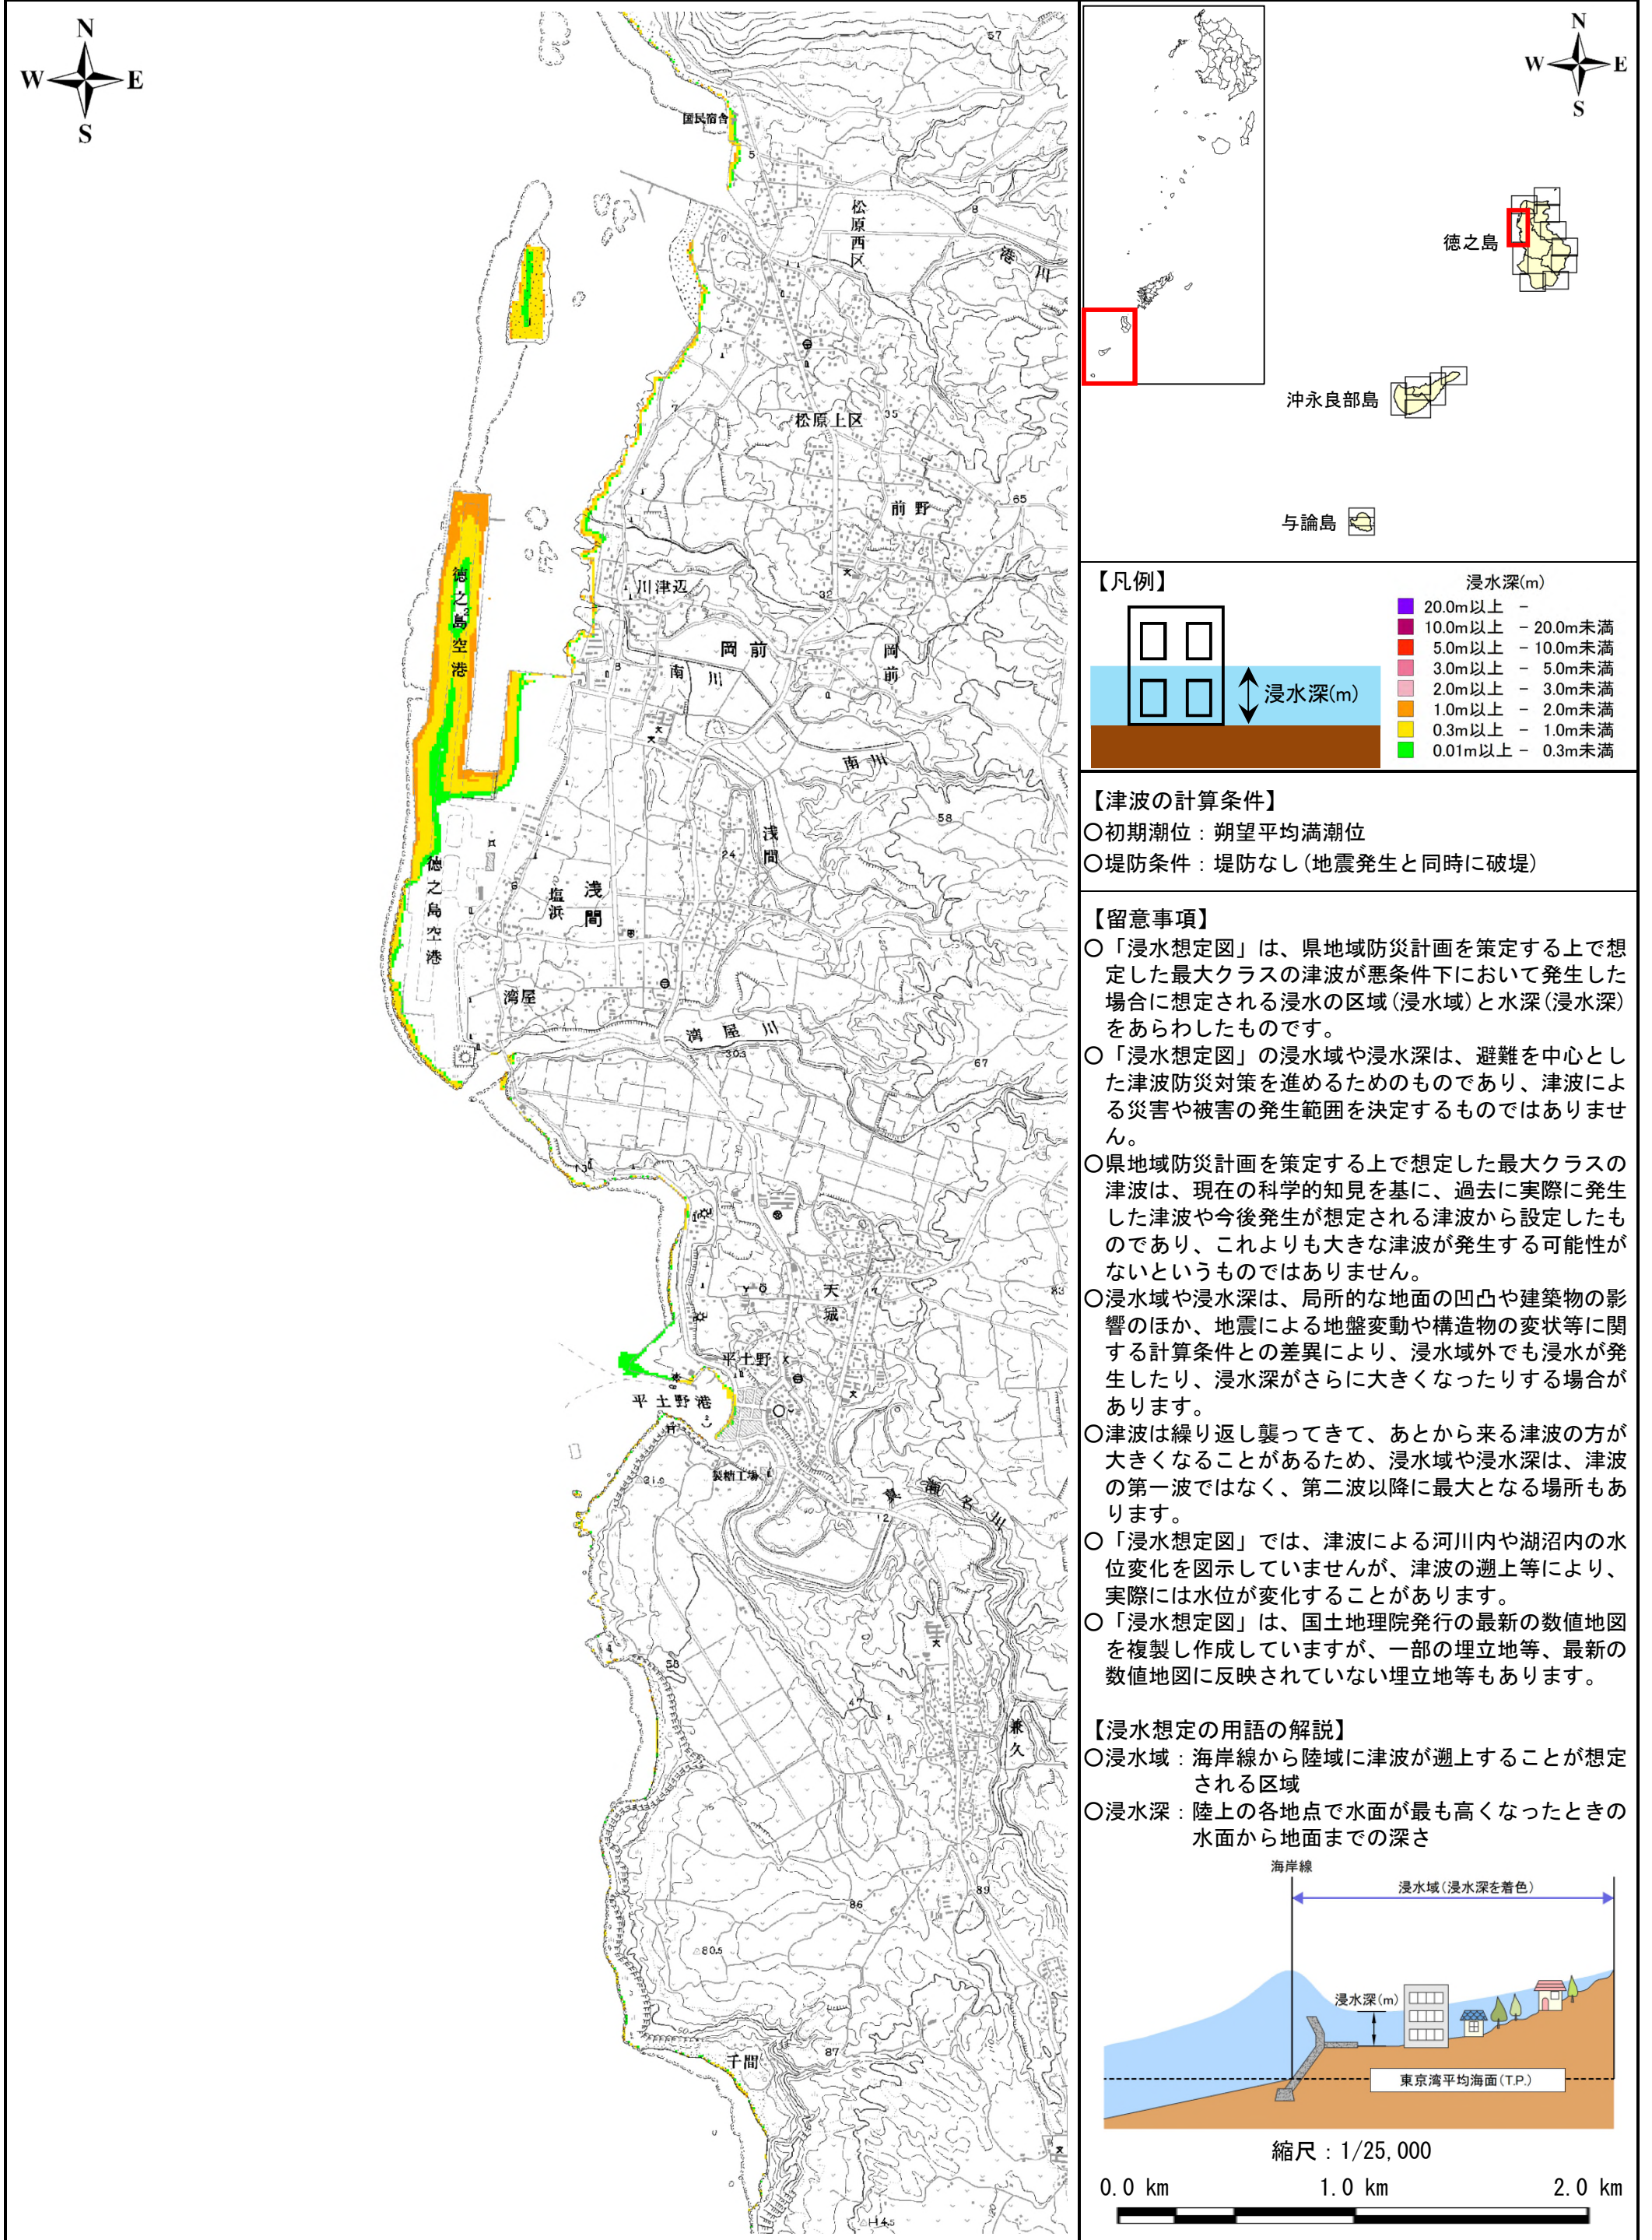 N
W
E
S
国民宿舎
57
5
松原西区
8
港川
松原上区
35
7
前野
65
川津辺
32
徳之島空港
2
岡前
岡前
南川
8
南川
58
浅間
24
徳之島空港
6
塩浜
浅間
湾屋
湾屋川
30.3
67
131
天城
83
平土野
平土野港
31.9
製糖工場
真瀬名川
12
58
47
兼久
86
89
80.5
千間
87
114.5
N
W
E
S
徳之島
沖永良部島
与論島
【凡例】
浸水深(m)
浸水深(m)
20.0m以上 -
10.0m以上 - 20.0m未満
5.0m以上 - 10.0m未満
3.0m以上 - 5.0m未満
2.0m以上 - 3.0m未満
1.0m以上 - 2.0m未満
0.3m以上 - 1.0m未満
0.01m以上 - 0.3m未満
【津波の計算条件】
○初期潮位:朔望平均満潮位
○堤防条件:堤防なし(地震発生と同時に破堤)
【留意事項】
○「浸水想定図」は、県地域防災計画を策定する上で想
定した最大クラスの津波が悪条件下において発生した
場合に想定される浸水の区域(浸水域)と水深(浸水深)
をあらわしたものです。
○「浸水想定図」の浸水域や浸水深は、避難を中心とし
た津波防災対策を進めるためのものであり、津波によ
る災害や被害の発生範囲を決定するものではありませ
ん。
○県地域防災計画を策定する上で想定した最大クラスの
津波は、現在の科学的知見を基に、過去に実際に発生
した津波や今後発生が想定される津波から設定したも
のであり、これよりも大きな津波が発生する可能性が
ないというものではありません。
○浸水域や浸水深は、局所的な地面の凹凸や建築物の影
響のほか、地震による地盤変動や構造物の変状等に関
する計算条件との差異により、浸水域外でも浸水が発
生したり、浸水深がさらに大きくなったりする場合が
あります。
○津波は繰り返し襲ってきて、あとから来る津波の方が
大きくなることがあるため、浸水域や浸水深は、津波
の第一波ではなく、第二波以降に最大となる場所もあ
ります。
○「浸水想定図」では、津波による河川内や湖沼内の水
位変化を図示していませんが、津波の遡上等により、
実際には水位が変化することがあります。
○「浸水想定図」は、国土地理院発行の最新の数値地図
を複製し作成していますが、一部の埋立地等、最新の
数値地図に反映されていない埋立地等もあります。
【浸水想定の用語の解説】
○浸水域:海岸線から陸域に津波が遡上することが想定
される区域
○浸水深:陸上の各地点で水面が最も高くなったときの
水面から地面までの深さ
海岸線
浸水域(浸水深を着色)
浸水深(m)
東京湾平均海面(T.P.)
縮尺:1/25,000
0.0 km 1.0 km 2.0 km